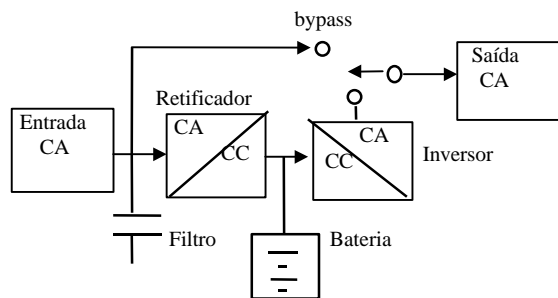 bypass
Saída
CA
Retificador
Entrada
CA
CA
CC
CA
CC
Inversor
Filtro
Bateria